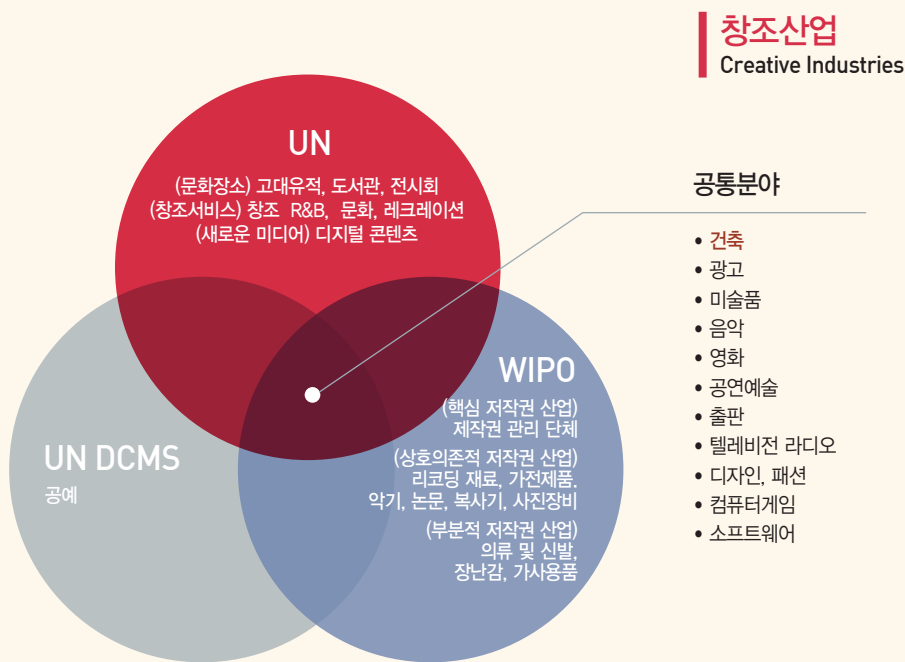 창조산업
Creative Industries
UN
(문화장소) 고대유적, 도서관, 전시회
(창조서비스) 창조 R&B, 문화, 레크레이션
(새로운 미디어) 디지털 콘텐츠
WIPO
(핵심 저작권 산업)
제작권 관리 단체
(상호의존적 저작권 산업)
리코딩 재료, 가전제품,
악기, 논문, 복사기, 사진장비
(부분적 저작권 산업)
의류 및 신발,
장난감, 가사용품
UN DCMS
공예
공통분야
• 건축
• 광고
• 미술품
• 음악
• 영화
• 공연예술
• 출판
• 텔레비전 라디오
• 디자인, 패션
• 컴퓨터게임
• 소프트웨어